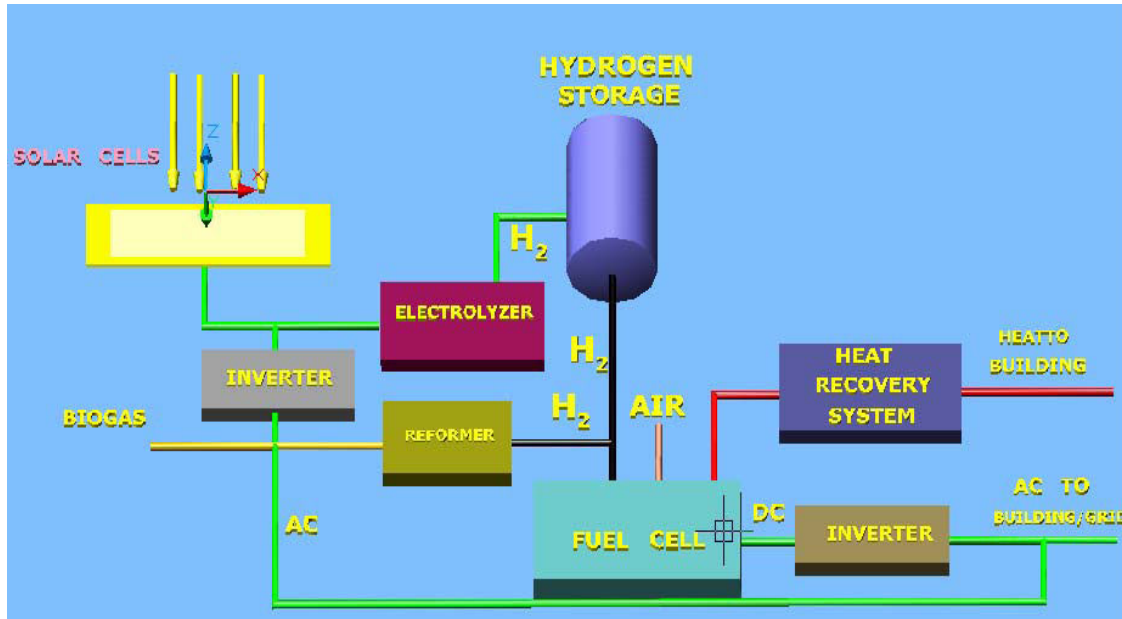 HYDROGEN
STORAGE
Z
SOLAR CELLS
X
Y
H2
ELECTROLYZER
INVERTER
H2
HEAT
RECOVERY
SYSTEM
HEATTO
BUILDING
BIOGAS
REFORMER
H2
AIR
AC
FUEL CELL
DC
INVERTER
AC TO
BUILDING/GRID